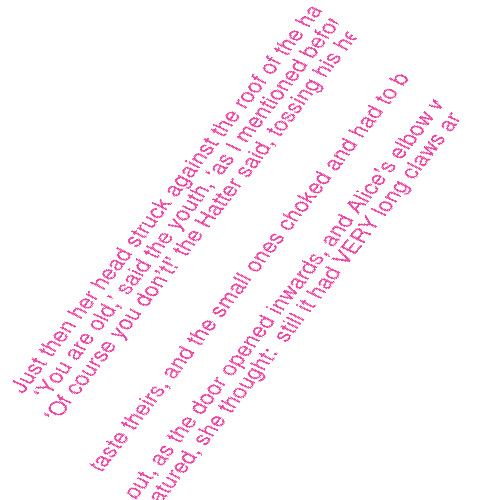 Just then her head struck against the roof of the ha
‘You are old,’ said the youth, ‘as I mentioned befor
‘Of course you don’t!’ the Hatter said, tossing his he
taste theirs, and the small ones choked and had to b
out, as the door opened inwards, and Alice’s elbow
atured, she thought: still it had VERY long claws ar